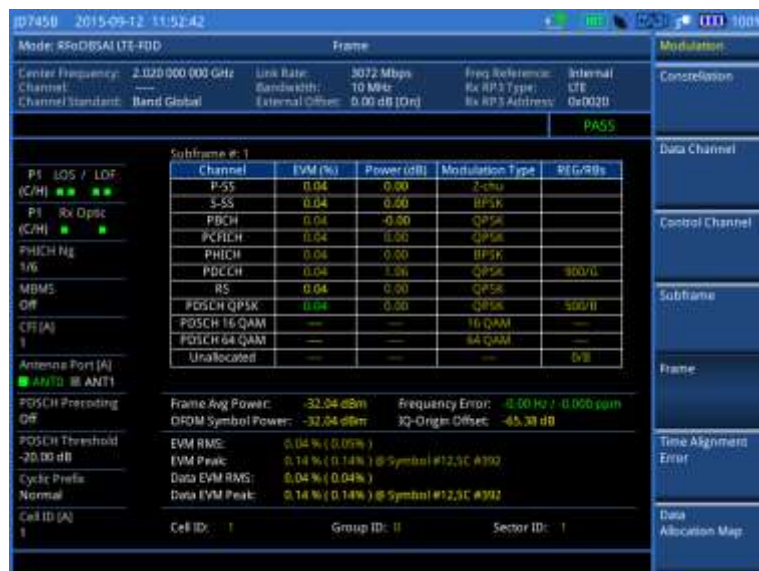 JD745B 2015-09-12 11:52:42
INT
100%
Mode: RFoOBSAI LTE-FDD Frame Modulation
Center Frequency: 2.020 000 000 GHz Link Rate: 3072 Mbps Freq Reference: Internal
Channel: ---- Bandwidth: 10 MHz Rx RP3 Type: LTE
Channel Standard: Band Global External Offset: 0.00 dB [On] Rx RP3 Address: 0x0020
PASS
Constellation
Data Channel
Control Channel
Subframe
Frame
Time Alignment
Error
Data
Allocation Map
P1 LOS / LOF
(C/H)
P1 Rx Optic
(C/H)
PHICH Ng
1/6
MBMS
Off
CFI [A]
1
Antenna Port [A]
ANT0 ANT1
PDSCH Precoding
Off
PDSCH Threshold
-20.00 dB
Cyclic Prefix
Normal
Cell ID [A]
1
Subframe #: 1
Channel EVM (%) Power (dB) Modulation Type REG/RBs
P-SS 0.04 0.00 Z-chu
S-SS 0.04 0.00 BPSK
PBCH 0.04 -0.00 QPSK
PCFICH 0.04 0.00 QPSK
PHICH 0.04 0.00 BPSK
PDCCH 0.04 QPSK
RS 0.04 0.00 QPSK
PDSCH QPSK 0.04 0.00 QPSK
PDSCH 16 QAM ---- ---- 16 QAM ----
PDSCH 64 QAM ---- ---- 64 QAM ----
Unallocated ---- ---- ----
Frame Avg Power: -32.04 dBm Frequency Error: -0.00 Hz / -0.000 ppm
OFDM Symbol Power: -32.04 dBm IQ-Origin Offset: -65.38 dB
EVM RMS: 0.04 % ( 0.05% )
EVM Peak: 0.14 % ( 0.14% ) @ Symbol #12,SC #392
Data EVM RMS: 0.04 % ( 0.04% )
Data EVM Peak: 0.14 % ( 0.14% ) @ Symbol #12,SC #392
Cell ID: 1 Group ID: 0 Sector ID: 1